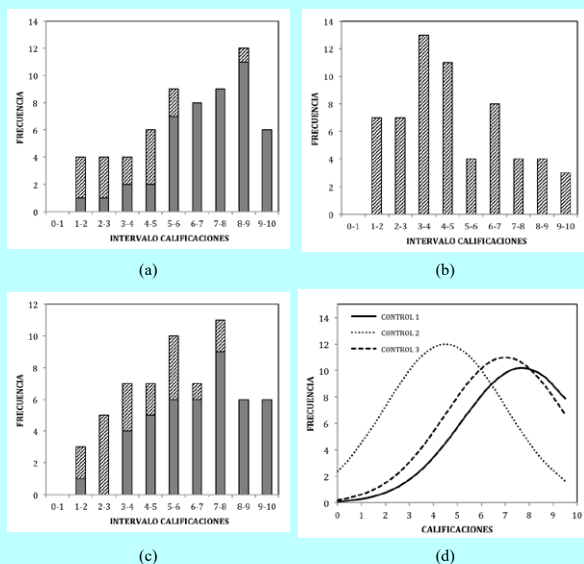 14
12
10
8
6
4
2
0
FRECUENCIA
0-1 1-2 2-3 3-4 4-5 5-6 6-7 7-8 8-9 9-10
INTERVALO CALIFICACIONES
(a)
14
12
10
8
6
4
2
0
FRECUENCIA
0-1 1-2 2-3 3-4 4-5 5-6 6-7 7-8 8-9 9-10
INTERVALO CALIFICACIONES
(b)
12
10
8
6
4
2
0
FRECUENCIA
0-1 1-2 2-3 3-4 4-5 5-6 6-7 7-8 8-9 9-10
INTERVALO CALIFICACIONES
(c)
14
12
10
8
6
4
2
0
FRECUENCIA
CONTROL 1
CONTROL 2
CONTROL 3
0 1 2 3 4 5 6 7 8 9 10
CALIFICACIONES
(d)